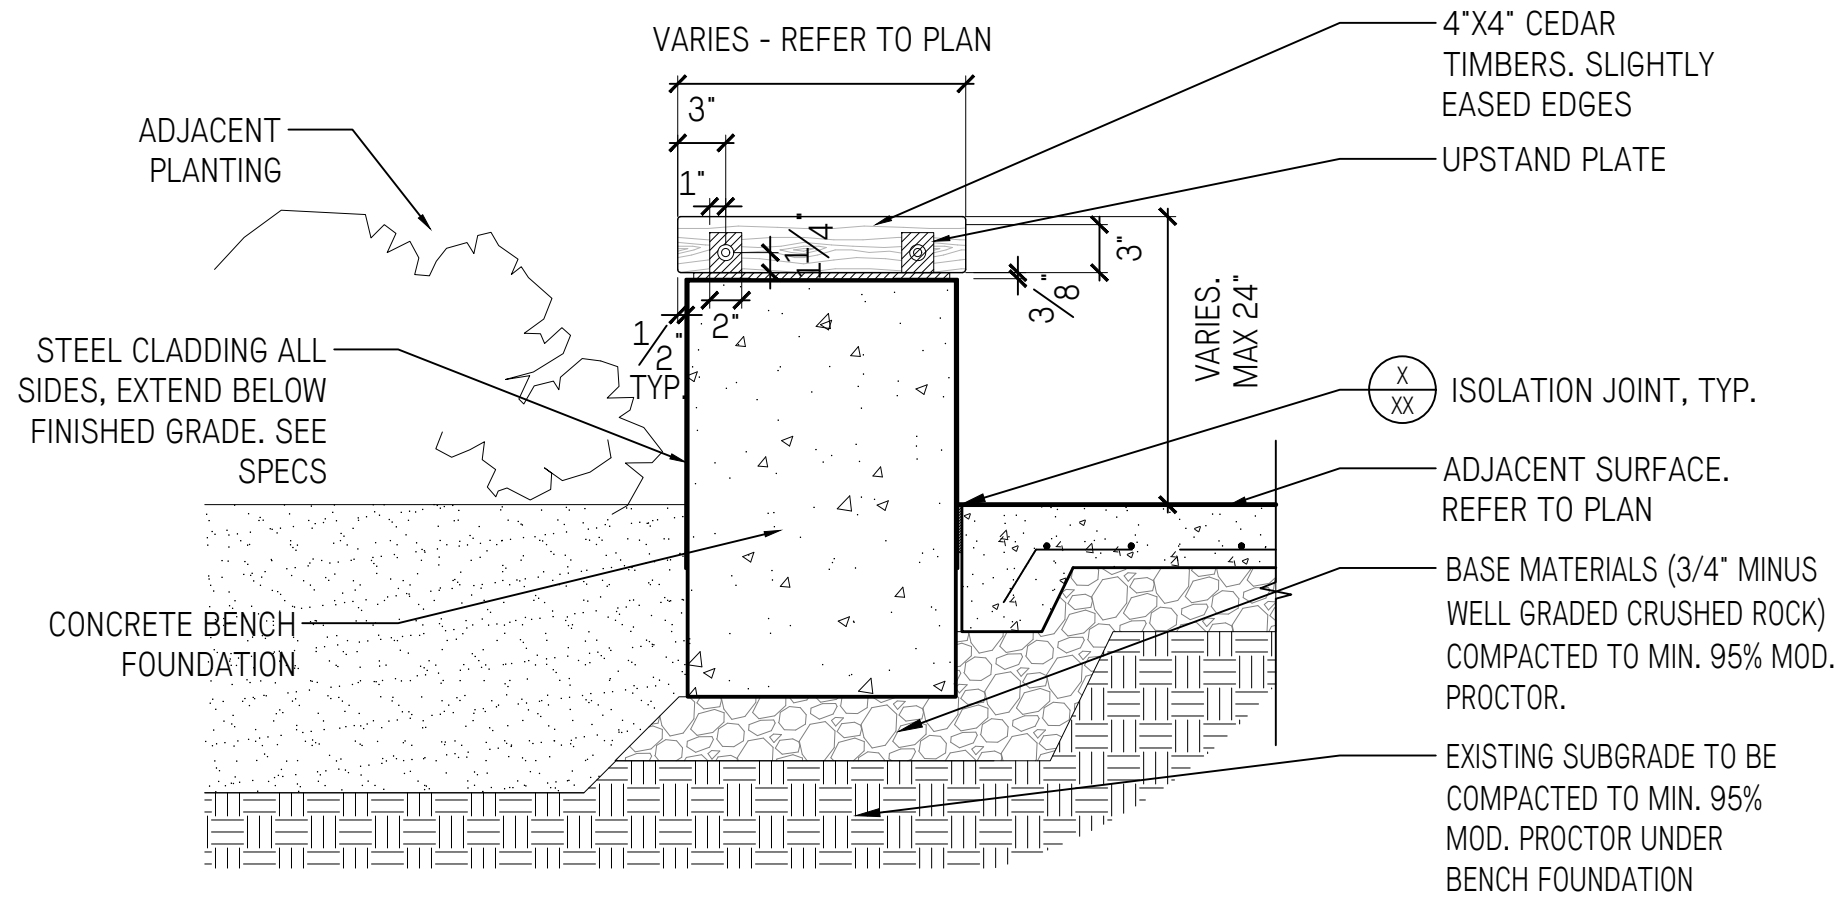 VARIES - REFER TO PLAN
3"
1"
1 1/4"
3"
3/8"
2"
1/2"
TYP.
VARIES.
MAX 24"
ADJACENT
PLANTING
STEEL CLADDING ALL
SIDES, EXTEND BELOW
FINISHED GRADE. SEE
SPECS
CONCRETE BENCH
FOUNDATION
4"X4" CEDAR
TIMBERS. SLIGHTLY
EASED EDGES
UPSTAND PLATE
X
XX
ISOLATION JOINT, TYP.
ADJACENT SURFACE.
REFER TO PLAN
BASE MATERIALS (3/4" MINUS
WELL GRADED CRUSHED ROCK)
COMPACTED TO MIN. 95% MOD.
PROCTOR.
EXISTING SUBGRADE TO BE
COMPACTED TO MIN. 95%
MOD. PROCTOR UNDER
BENCH FOUNDATION